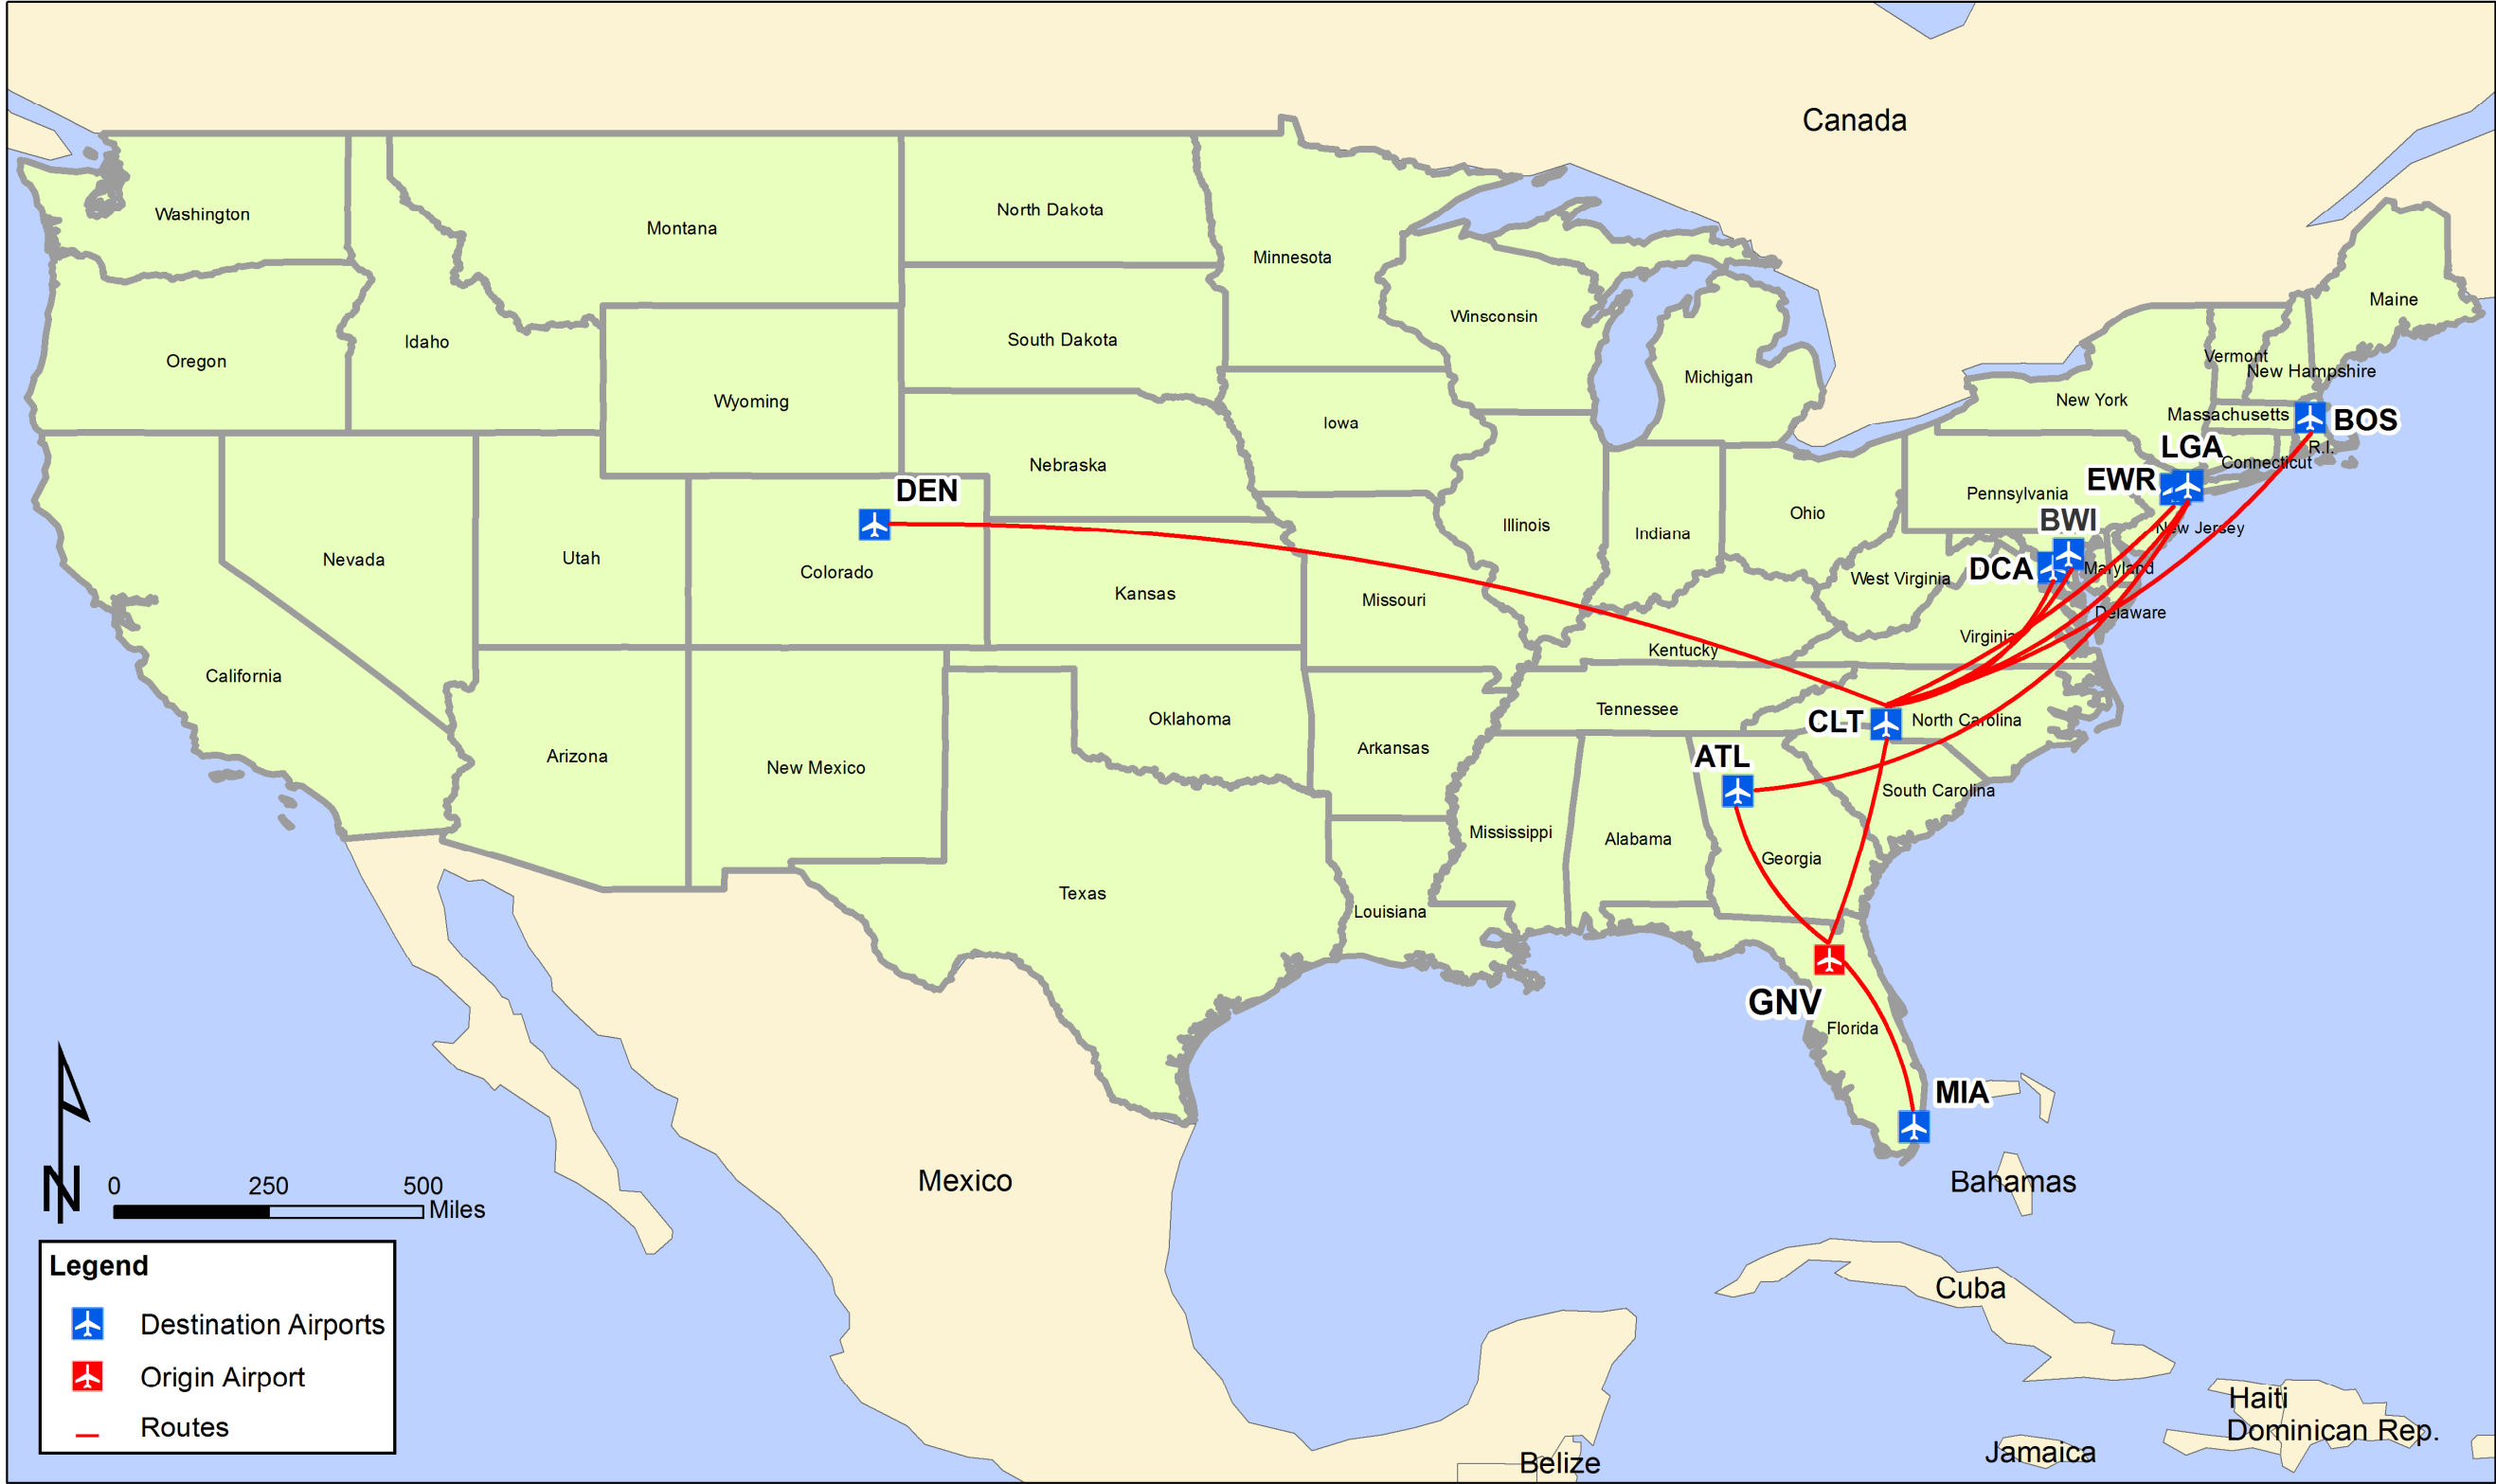 Canada
Washington
Montana
North Dakota
Minnesota
Maine
Oregon
Idaho
South Dakota
Winsconsin
Vermont
New Hampshire
Michigan
Wyoming
New York
Massachusetts
BOS
Iowa
LGA
R.I.
Connecticut
Nebraska
EWR
DEN
Pennsylvania
Illinois
Indiana
Ohio
BWI
New Jersey
Nevada
Utah
Colorado
DCA
Maryland
West Virginia
Kansas
Missouri
Delaware
Virginia
Kentucky
California
Tennessee
CLT
North Carolina
Oklahoma
Arkansas
Arizona
New Mexico
ATL
South Carolina
Mississippi
Alabama
Georgia
Texas
Louisiana
GNV
Florida
MIA
Mexico
Bahamas
N
0 250 500
Miles
Legend
Destination Airports
Origin Airport
Routes
Cuba
Haiti
Dominican Rep.
Jamaica
Belize